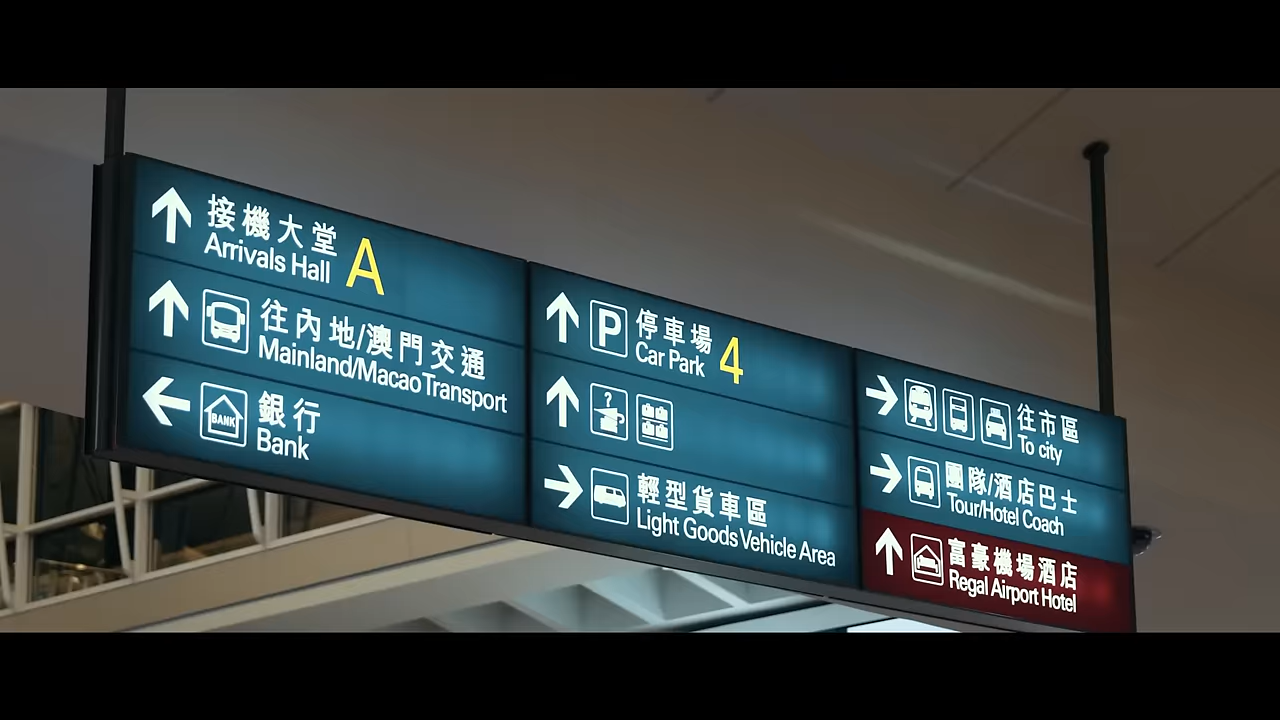 接機大堂
Arrivals Hall
A
往內地/澳門交通
Mainland/Macao Transport
BANK
銀行
Bank
P
停車場
Car Park
4
?
輕型貨車區
Light Goods Vehicle Area
往市區
To city
團隊/酒店巴士
Tour/Hotel Coach
富豪機場酒店
Regal Airport Hotel